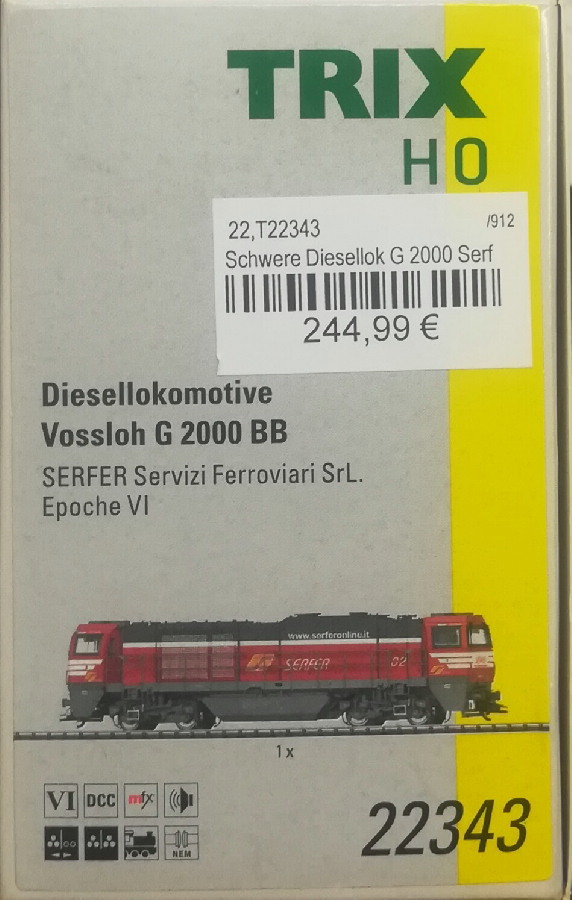 TRIX
H0
22,T22343 /912
Schwere Diesellok G 2000 Serf
244,99 €
Diesellokomotive
Vossloh G 2000 BB
SERFER Servizi Ferroviari SrL.
Epoche VI
www.serferonline.it
SERFER 02
1 x
VI DCC mfx
NEM
22343